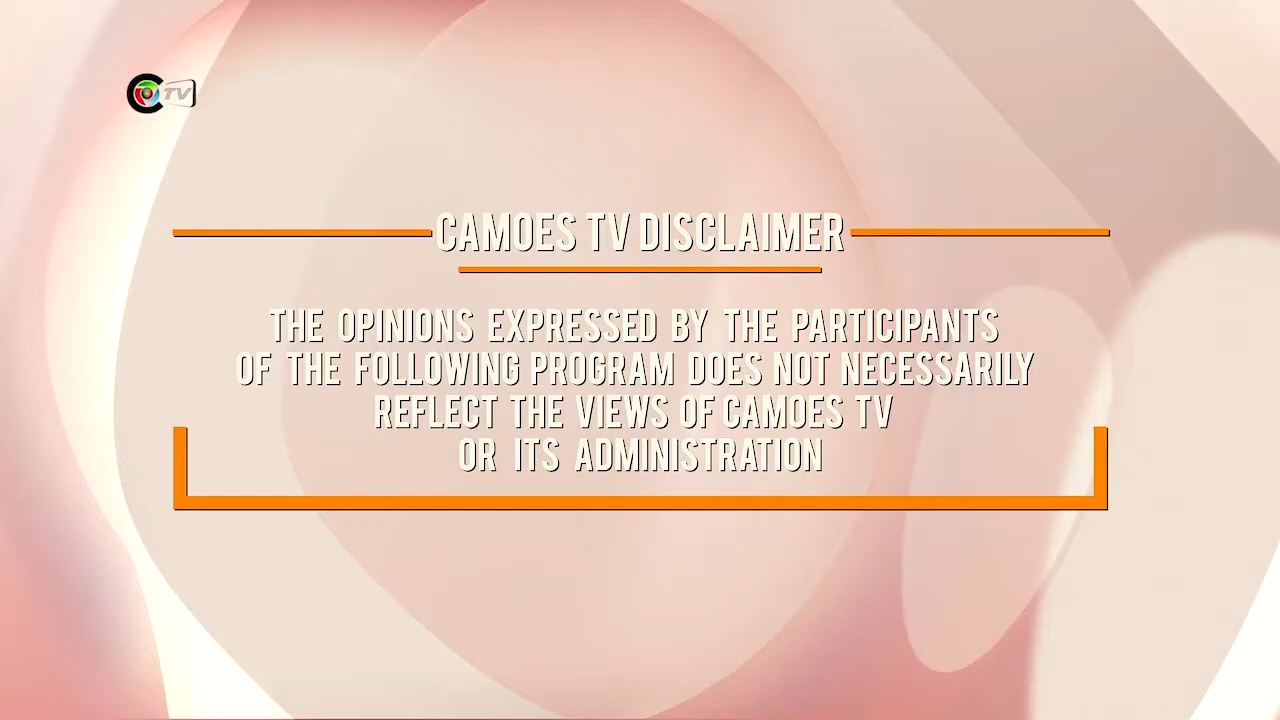 C TV
CAMOES TV DISCLAIMER
THE OPINIONS EXPRESSED BY THE PARTICIPANTS
OF THE FOLLOWING PROGRAM DOES NOT NECESSARILY
REFLECT THE VIEWS OF CAMOES TV
OR ITS ADMINISTRATION